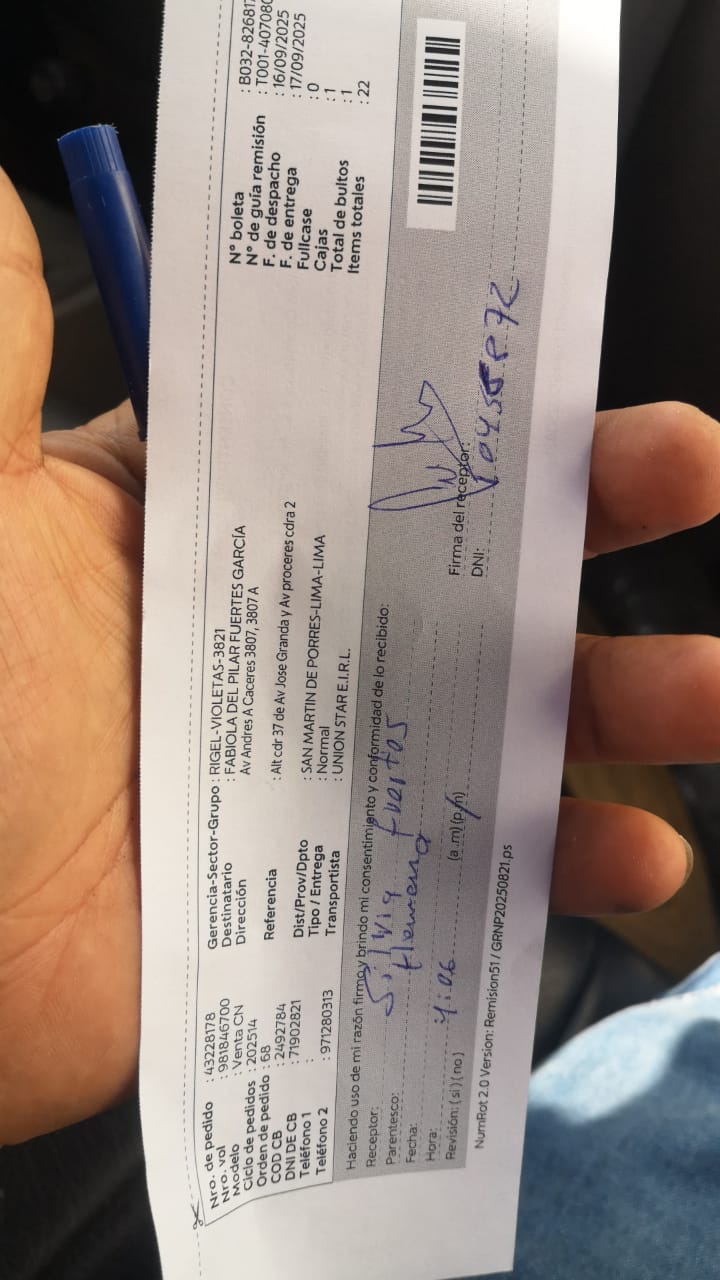 Nro. de pedido : 43228178
Nro. vol : 981846700
Modelo : Venta CN
Ciclo de pedidos : 202514
Orden de pedido : 68
COD CB : 2492784
DNI DE CB : 71902821
Teléfono 1 :
Teléfono 2 : 971280313
Gerencia-Sector-Grupo : RIGEL-VIOLETAS-3821
Destinatario : FABIOLA DEL PILAR FUERTES GARCÍA
Dirección Av Andres A Caceres 3807, 3807 A
Referencia : Alt cdr 37 de Av Jose Granda y Av proceres cdra 2
Dist/Prov/Dpto : SAN MARTIN DE PORRES-LIMA-LIMA
Tipo / Entrega : Normal
Transportista : UNION STAR E.I.R.L.
N° boleta : B032-82681
N° de guía remisión : T001-40708
F. de despacho : 16/09/2025
F. de entrega : 17/09/2025
Fullcase : 0
Cajas : 1
Total de bultos : 1
Items totales : 22
Haciendo uso de mi razón firmo y brindo mi consentimiento y conformidad de lo recibido:
Receptor: Silvia fuertes
Parentesco: Hermana
Fecha:
Hora: (a .m) (p.m)
Revisión: ( si ) ( no )
Firma del receptor:
DNI:
NumRot 2.0 Version: Remision51 / GRNP20250821.ps